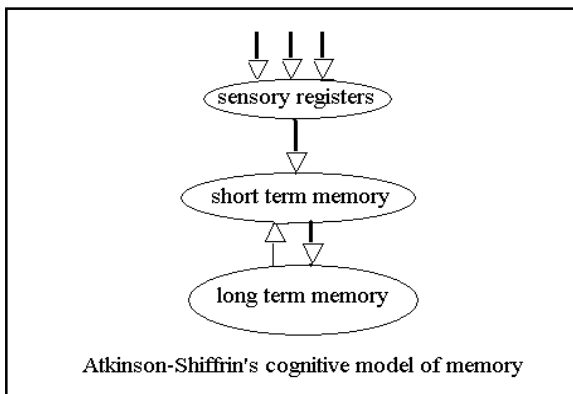 sensory registers
short term memory
long term memory
Atkinson-Shiffrin's cognitive model of memory